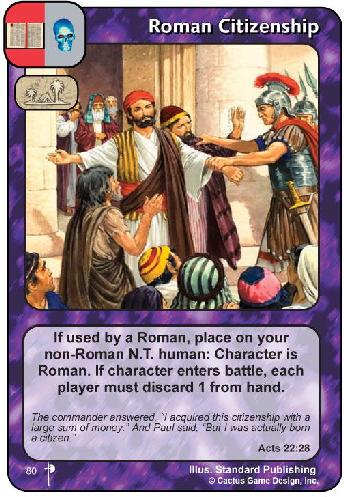 Roman Citizenship
If used by a Roman, place on your
non-Roman N.T. human: Character is
Roman. If character enters battle, each
player must discard 1 from hand.
The commander answered, "I acquired this citizenship with a
large sum of money." And Paul said, "But I was actually born
a citizen."
Acts 22:28
80
Illus. Standard Publishing
© Cactus Game Design, Inc.